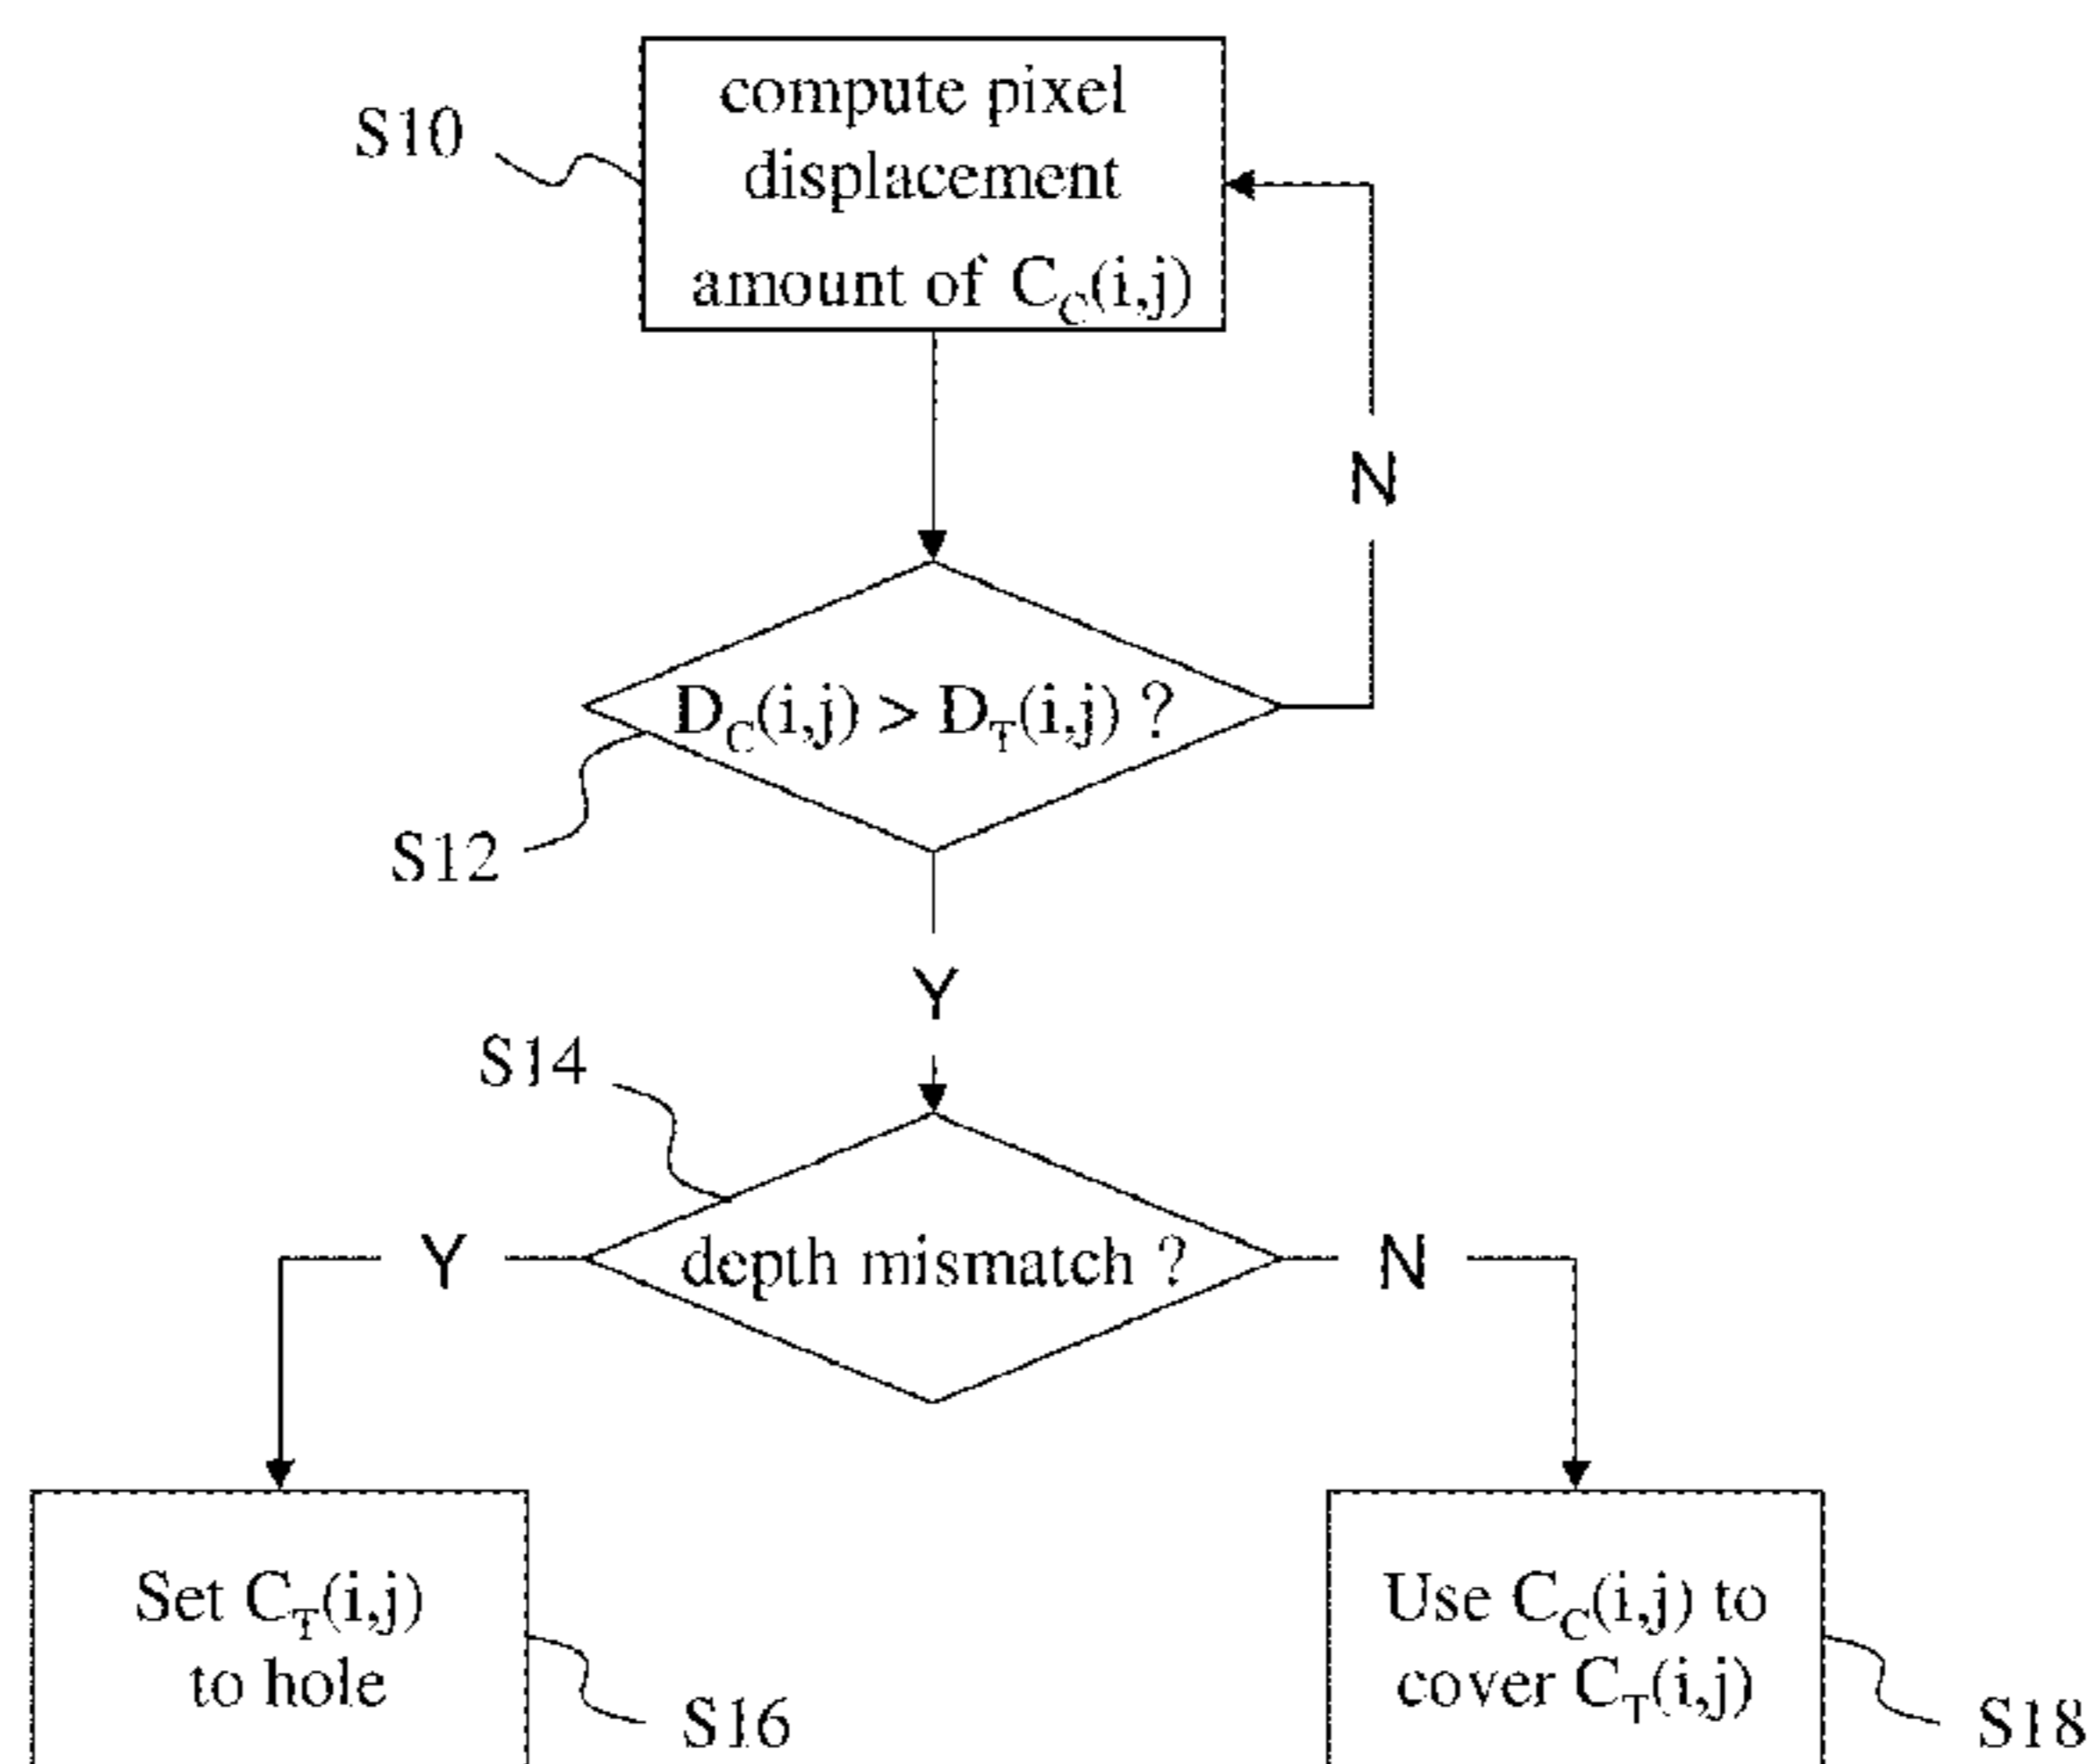 compute pixel
displacement
amount of C_C(i,j)
S10
N
D_C(i,j) > D_T(i,j) ?
S12
Y
S14
Y
depth mismatch ?
N
Set C_T(i,j)
to hole
S16
Use C_C(i,j) to
cover C_T(i,j)
S18